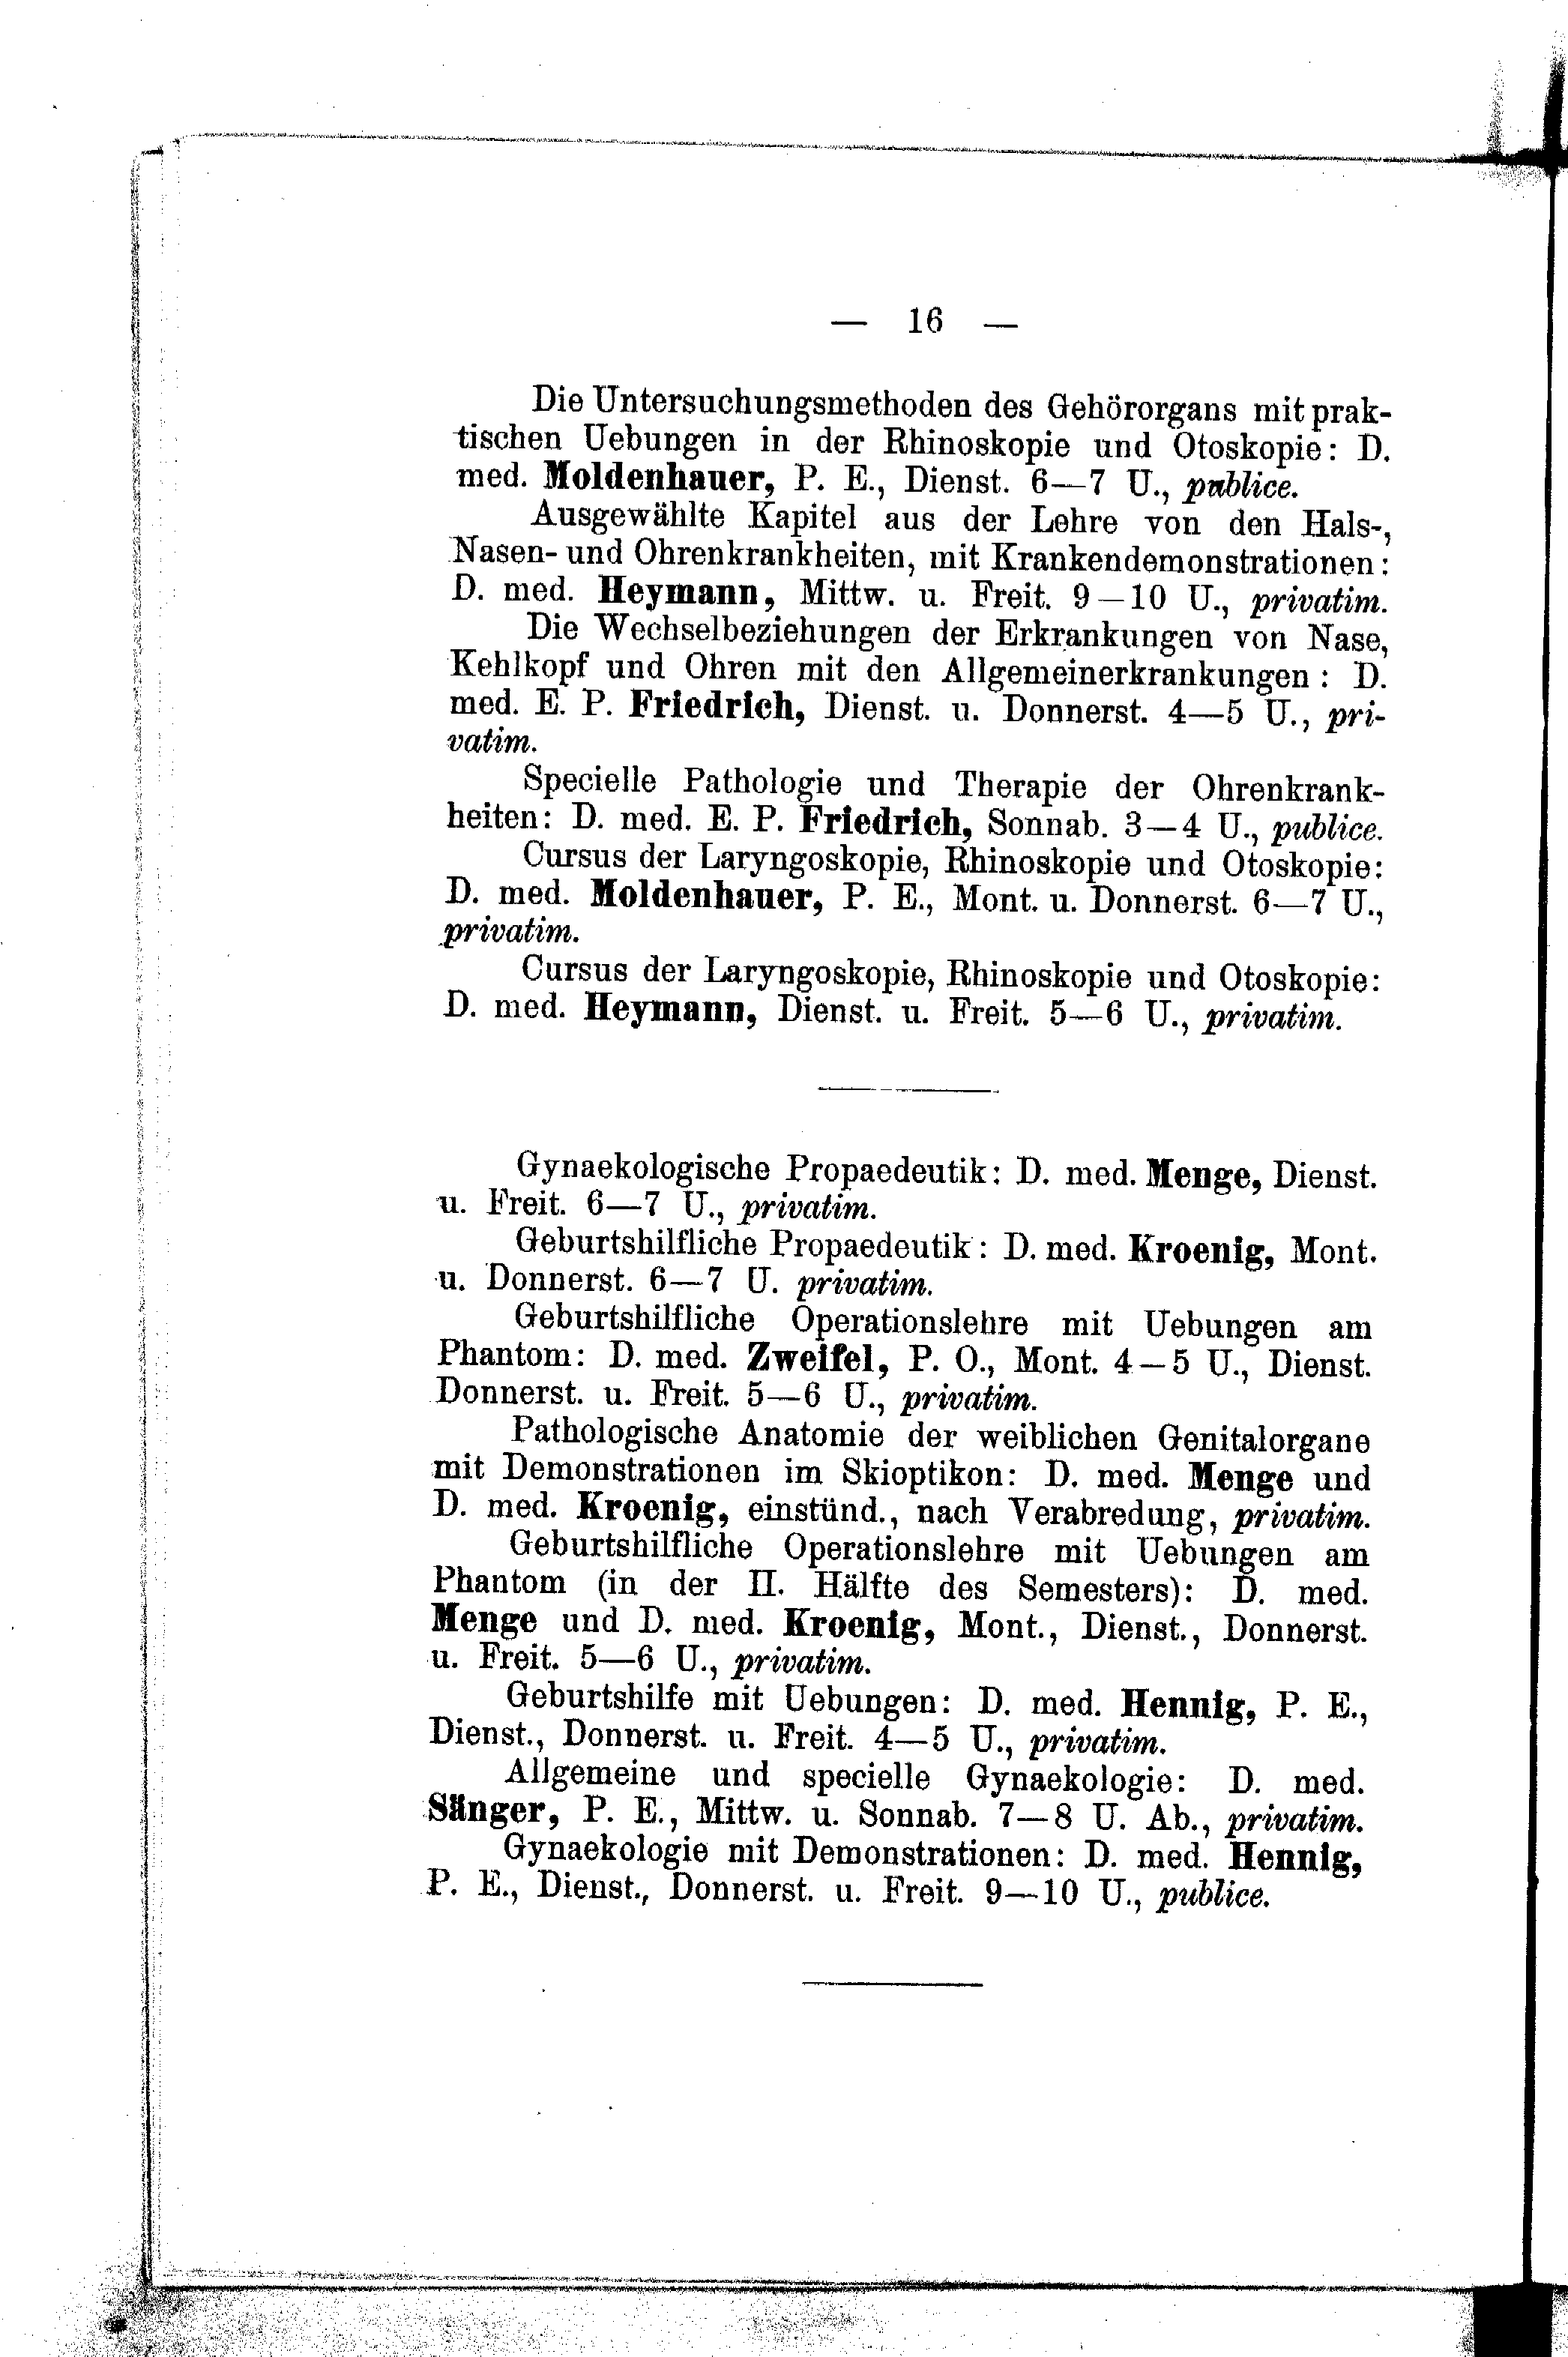 — 16 —
Die Untersuchungsmethoden des Gehörorgans mit prak-
tischen Uebungen in der Rhinoskopie und Otoskopie: D.
med. Moldenhauer, P. E., Dienst. 6—7 U., publice.
Ausgewählte Kapitel aus der Lehre von den Hals-,
Nasen- und Ohrenkrankheiten, mit Krankendemonstrationen:
D. med. Heymann, Mittw. u. Freit. 9—10 U., privatim.
Die Wechselbeziehungen der Erkrankungen von Nase,
Kehlkopf und Ohren mit den Allgemeinerkrankungen: D.
med. E. P. Friedrich, Dienst. u. Donnerst. 4—5 U., pri-
vatim.
Specielle Pathologie und Therapie der Ohrenkrank-
heiten: D. med. E. P. Friedrich, Sonnab. 3—4 U., publice.
Cursus der Laryngoskopie, Rhinoskopie und Otoskopie:
D. med. Moldenhauer, P. E., Mont. u. Donnerst. 6—7 U.,
privatim.
Cursus der Laryngoskopie, Rhinoskopie und Otoskopie:
D. med. Heymann, Dienst. u. Freit. 5—6 U., privatim.
Gynaekologische Propaedeutik: D. med. Menge, Dienst.
u. Freit. 6—7 U., privatim.
Geburtshilfliche Propaedeutik: D. med. Kroenig, Mont.
u. Donnerst. 6—7 U. privatim.
Geburtshilfliche Operationslehre mit Uebungen am
Phantom: D. med. Zweifel, P. O., Mont. 4—5 U., Dienst.
Donnerst. u. Freit. 5—6 U., privatim.
Pathologische Anatomie der weiblichen Genitalorgane
mit Demonstrationen im Skioptikon: D. med. Menge und
D. med. Kroenig, einstünd., nach Verabredung, privatim.
Geburtshilfliche Operationslehre mit Uebungen am
Phantom (in der II. Hälfte des Semesters): D. med.
Menge und D. med. Kroenig, Mont., Dienst., Donnerst.
u. Freit. 5—6 U., privatim.
Geburtshilfe mit Uebungen: D. med. Hennig, P. E.,
Dienst., Donnerst. u. Freit. 4—5 U., privatim.
Allgemeine und specielle Gynaekologie: D. med.
Sänger, P. E., Mittw. u. Sonnab. 7—8 U. Ab., privatim.
Gynaekologie mit Demonstrationen: D. med. Hennig,
P. E., Dienst., Donnerst. u. Freit. 9—10 U., publice.